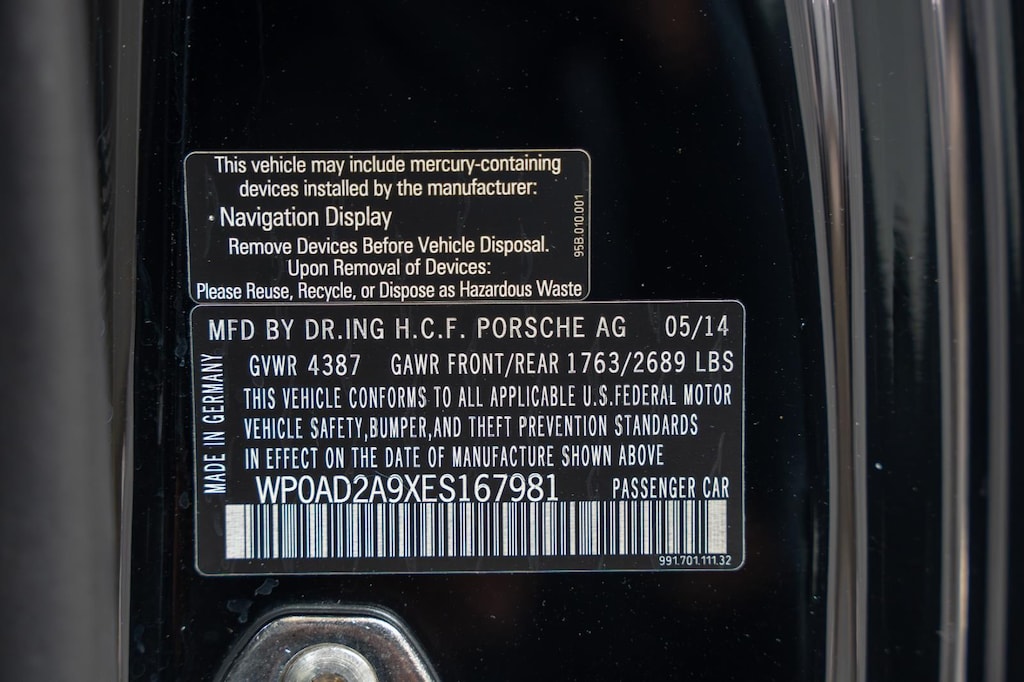 This vehicle may include mercury-containing
devices installed by the manufacturer:
· Navigation Display
Remove Devices Before Vehicle Disposal.
Upon Removal of Devices:
Please Reuse, Recycle, or Dispose as Hazardous Waste
95B.010.001
MFD BY DR.ING H.C.F. PORSCHE AG 05/14
GVWR 4387 GAWR FRONT/REAR 1763/2689 LBS
THIS VEHICLE CONFORMS TO ALL APPLICABLE U.S.FEDERAL MOTOR
VEHICLE SAFETY,BUMPER,AND THEFT PREVENTION STANDARDS
IN EFFECT ON THE DATE OF MANUFACTURE SHOWN ABOVE
MADE IN GERMANY
WP0AD2A9XES167981 PASSENGER CAR
991.701.111.32